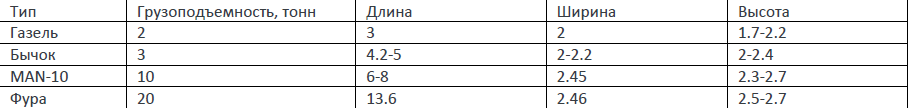 Тип Грузоподъемность, тонн Длина Ширина Высота
Газель 2 3 2 1.7-2.2
Бычок 3 4.2-5 2-2.2 2-2.4
MAN-10 10 6-8 2.45 2.3-2.7
Фура 20 13.6 2.46 2.5-2.7